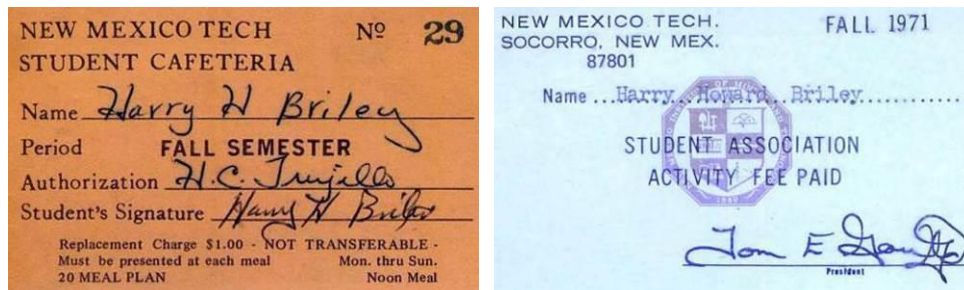 NEW MEXICO TECH Nº 29
STUDENT CAFETERIA
Name Harry H Briley
Period FALL SEMESTER
Authorization H.C. Trujillo
Student's Signature Harry H Briley
Replacement Charge $1.00 - NOT TRANSFERABLE -
Must be presented at each meal Mon. thru Sun.
20 MEAL PLAN Noon Meal
NEW MEXICO TECH. FALL 1971
SOCORRO, NEW MEX.
87801
Name ...Harry..Howard..Briley.............
STUDENT ASSOCIATION
ACTIVITY FEE PAID
Tom E
President